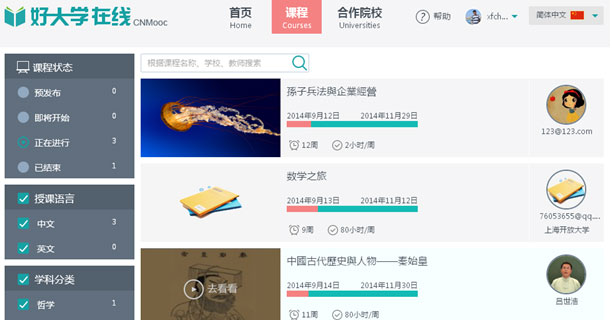 好大学在线 CNMooc
首页 课程 合作院校
Home Courses Universities
帮助
xfch...
简体中文
课程状态
预发布 0
即将开始 0
正在进行 3
已结束 1
授课语言
中文 3
英文 0
学科分类
哲学 1
根据课程名称，学校，教师搜索
孫子兵法與企業經營
2014年9月12日 2014年11月29日
12周 2小时/周
123@123.com
数学之旅
2014年9月13日 2014年11月12日
9周 80小时/周
76053655@qq....
上海开放大学
去看看
中國古代歷史與人物——秦始皇
2014年9月14日 2014年11月30日
11周 80小时/周
吕世浩